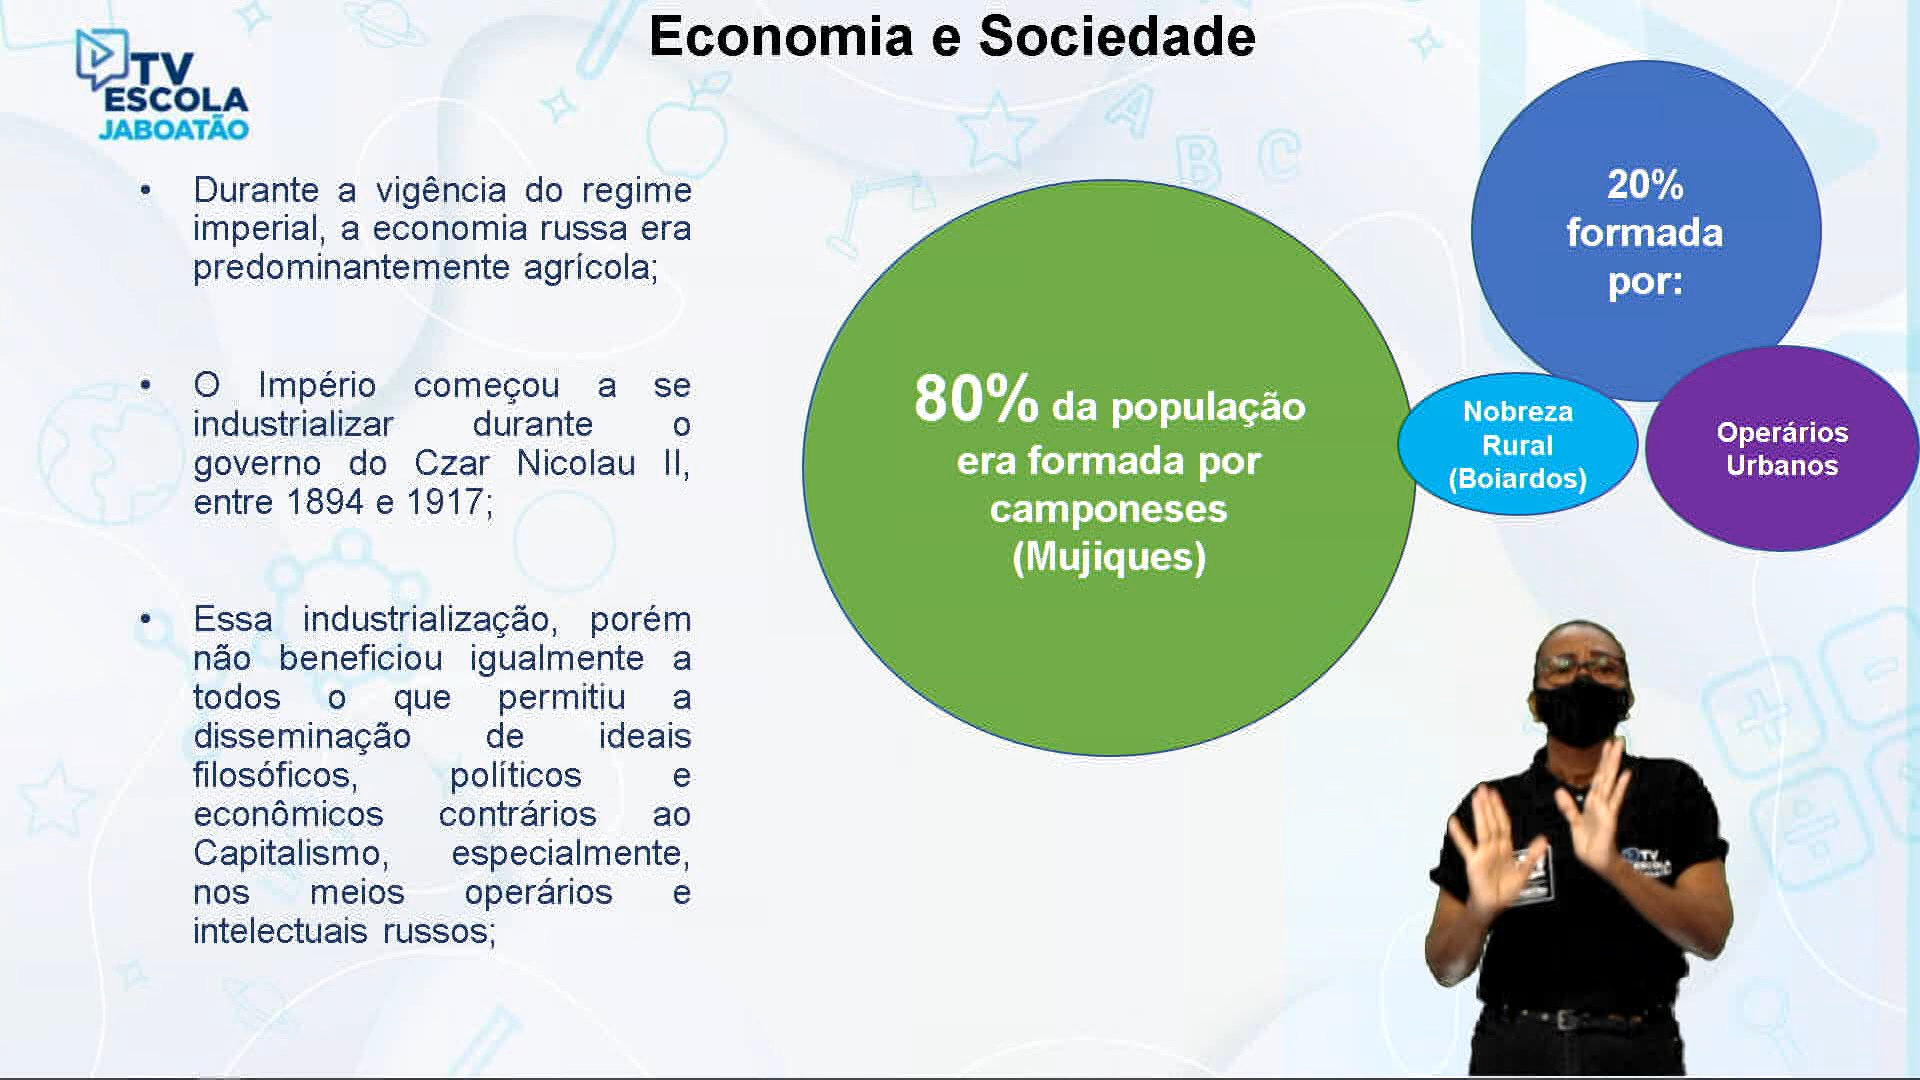 Economia e Sociedade
TV
ESCOLA
JABOATÃO
• Durante a vigência do regime
imperial, a economia russa era
predominantemente agrícola;
• O Império começou a se
industrializar durante o
governo do Czar Nicolau II,
entre 1894 e 1917;
• Essa industrialização, porém
não beneficiou igualmente a
todos o que permitiu a
disseminação de ideais
filosóficos, políticos e
econômicos contrários ao
Capitalismo, especialmente,
nos meios operários e
intelectuais russos;
80% da população
era formada por
camponeses
(Mujiques)
20%
formada
por:
Nobreza
Rural
(Boiardos)
Operários
Urbanos
A
B
C
TV
ESCOLA